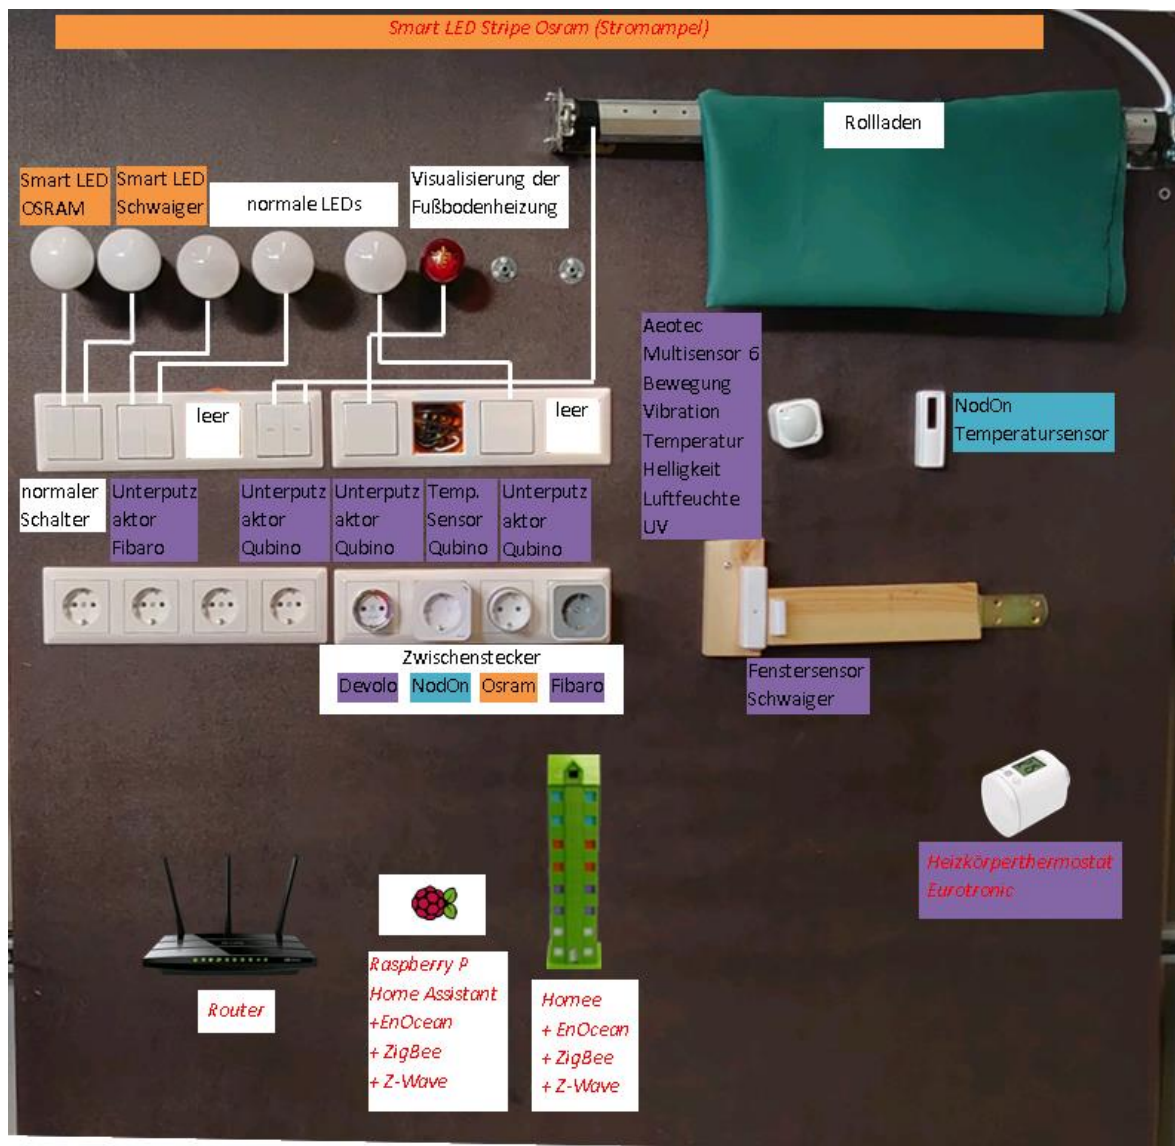 Smart LED Stripe Osram (Stromampel)
Rollladen
Smart LED
OSRAM
Smart LED
Schwaiger
normale LEDs
Visualisierung der
Fußbodenheizung
Aeotec
Multisensor 6
Bewegung
Vibration
Temperatur
Helligkeit
Luftfeuchte
UV
NodOn
Temperatursensor
leer
leer
normaler
Schalter
Unterputz
aktor
Fibaro
Unterputz
aktor
Qubino
Unterputz
aktor
Qubino
Temp.
Sensor
Qubino
Unterputz
aktor
Qubino
Zwischenstecker
Devolo
NodOn
Osram
Fibaro
Fenstersensor
Schwaiger
Heizkörperthermostat
Eurotronic
Router
Raspberry P
Home Assistant
+EnOcean
+ ZigBee
+ Z-Wave
Homee
+ EnOcean
+ ZigBee
+ Z-Wave